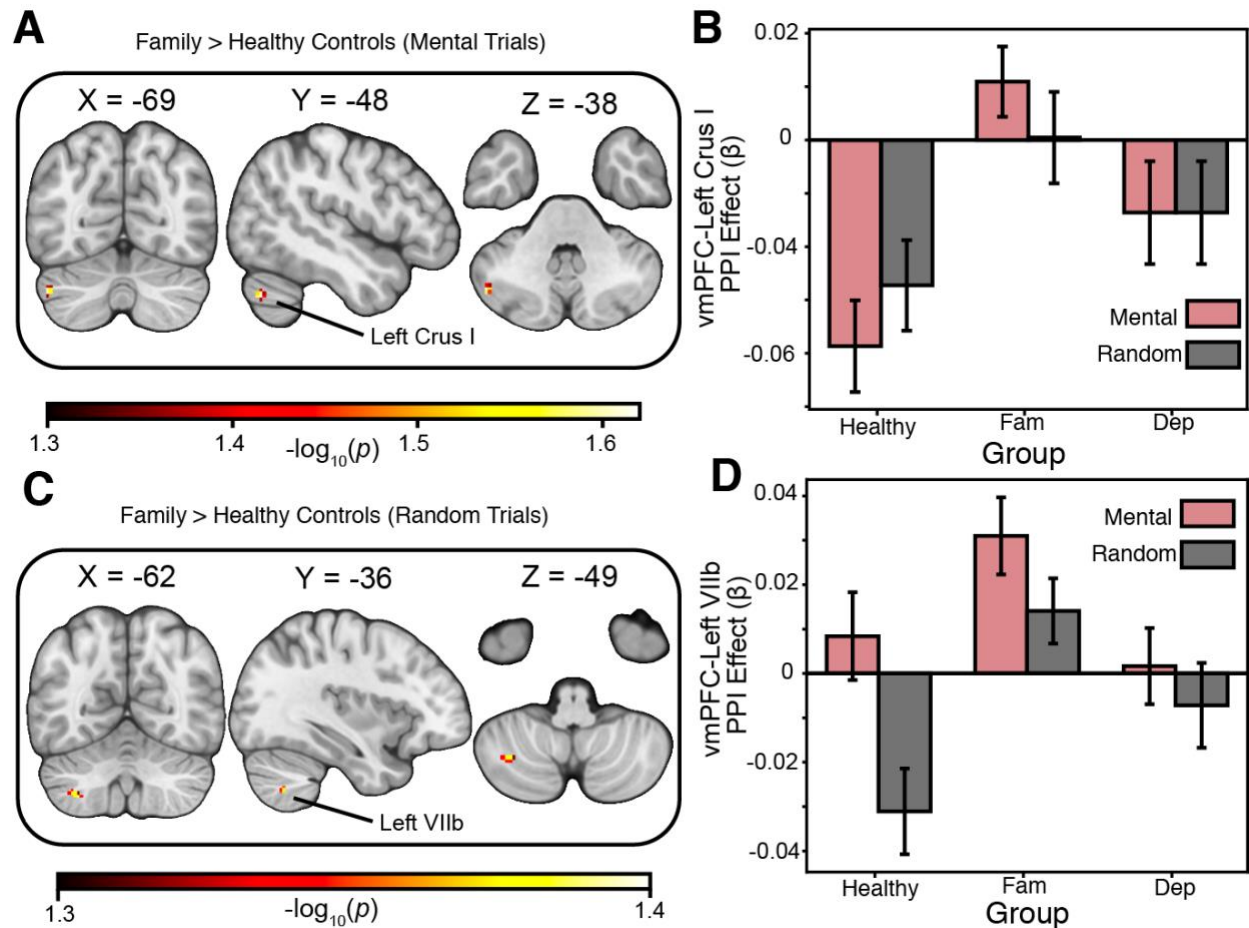 A
Family > Healthy Controls (Mental Trials)
X = -69
Y = -48
Z = -38
Left Crus I
1.3
1.4
1.5
1.6
-log10(p)
B
0.02
0
-0.04
-0.06
vmPFC-Left Crus I
PPI Effect (β)
Mental
Random
Healthy
Fam
Dep
Group
C
Family > Healthy Controls (Random Trials)
X = -62
Y = -36
Z = -49
Left VIIb
1.3
1.4
-log10(p)
D
0.04
0.02
0
-0.02
-0.04
vmPFC-Left VIIb
PPI Effect (β)
Mental
Random
Healthy
Fam
Dep
Group